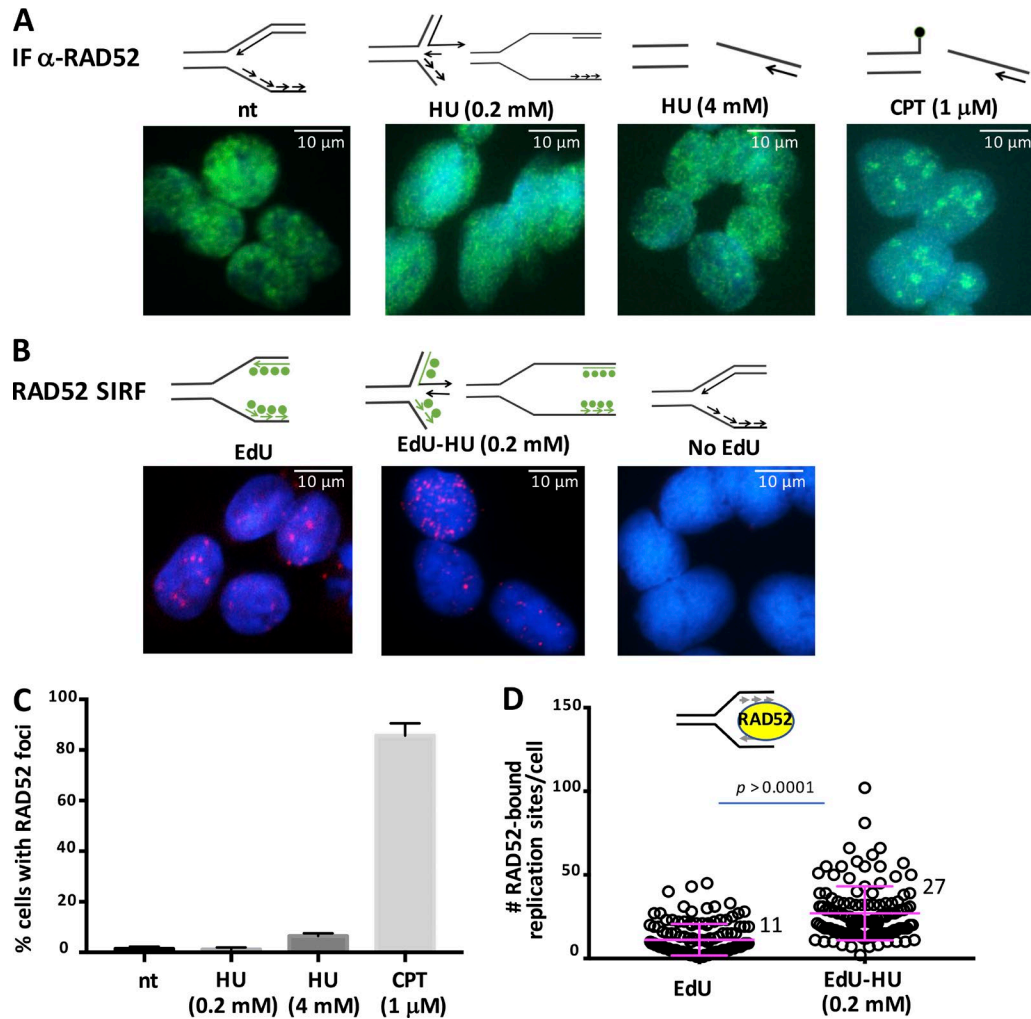 A
IF α-RAD52
nt
HU (0.2 mM)
HU (4 mM)
CPT (1 μM)
10 μm
10 μm
10 μm
10 μm
B
RAD52 SIRF
EdU
EdU-HU (0.2 mM)
No EdU
10 μm
10 μm
10 μm
C
% cells with RAD52 foci
100
80
60
40
20
0
nt
HU
(0.2 mM)
HU
(4 mM)
CPT
(1 μM)
D
# RAD52-bound
replication sites/cell
150
100
50
0
RAD52
p > 0.0001
11
27
EdU
EdU-HU
(0.2 mM)